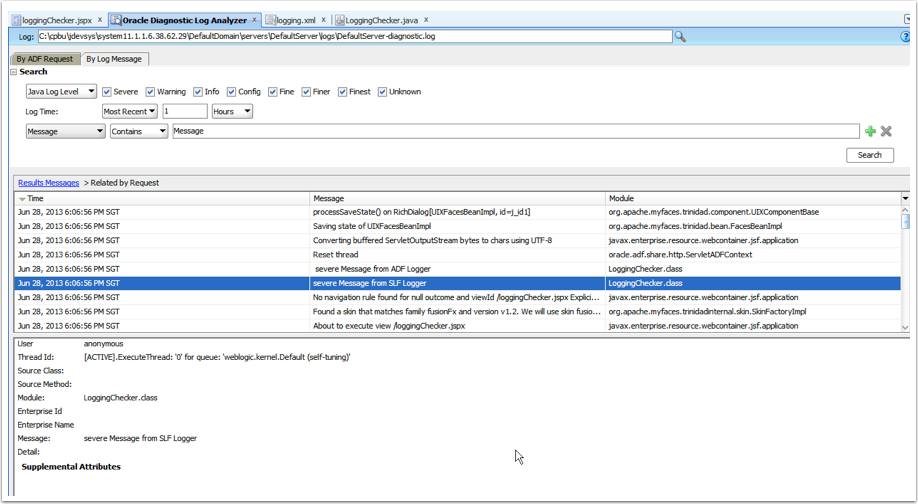 loggingChecker.jspx x Oracle Diagnostic Log Analyzer x logging.xml x LoggingChecker.java x
Log: C:\cpbu\jdevsys\system11.1.1.6.38.62.29\DefaultDomain\servers\DefaultServer\logs\DefaultServer-diagnostic.log
By ADF Request By Log Message
Search
Java Log Level Severe Warning Info Config Fine Finer Finest Unknown
Log Time: Most Recent 1 Hours
Message Contains Message
Search
Results Messages > Related by Request
Time Message Module
Jun 28, 2013 6:06:56 PM SGT processSaveState() on RichDialog[UIXFacesBeanImpl, id=j_id1] org.apache.myfaces.trinidad.component.UIXComponentBase
Jun 28, 2013 6:06:56 PM SGT Saving state of UIXFacesBeanImpl org.apache.myfaces.trinidad.bean.FacesBeanImpl
Jun 28, 2013 6:06:56 PM SGT Converting buffered ServletOutputStream bytes to chars using UTF-8 javax.enterprise.resource.webcontainer.jsf.application
Jun 28, 2013 6:06:56 PM SGT Reset thread oracle.adf.share.http.ServletADFContext
Jun 28, 2013 6:06:56 PM SGT severe Message from ADF Logger LoggingChecker.class
Jun 28, 2013 6:06:56 PM SGT severe Message from SLF Logger LoggingChecker.class
Jun 28, 2013 6:06:56 PM SGT No navigation rule found for null outcome and viewId /loggingChecker.jspx Explici... javax.enterprise.resource.webcontainer.jsf.application
Jun 28, 2013 6:06:56 PM SGT Found a skin that matches family fusionFx and version v1.2. We will use skin fusio... org.apache.myfaces.trinidadinternal.skin.SkinFactoryImpl
Jun 28, 2013 6:06:56 PM SGT About to execute view /loggingChecker.jspx javax.enterprise.resource.webcontainer.jsf.application
User anonymous
Thread Id: [ACTIVE].ExecuteThread: '0' for queue: 'weblogic.kernel.Default (self-tuning)'
Source Class:
Source Method:
Module: LoggingChecker.class
Enterprise Id
Enterprise Name
Message: severe Message from SLF Logger
Detail:
Supplemental Attributes